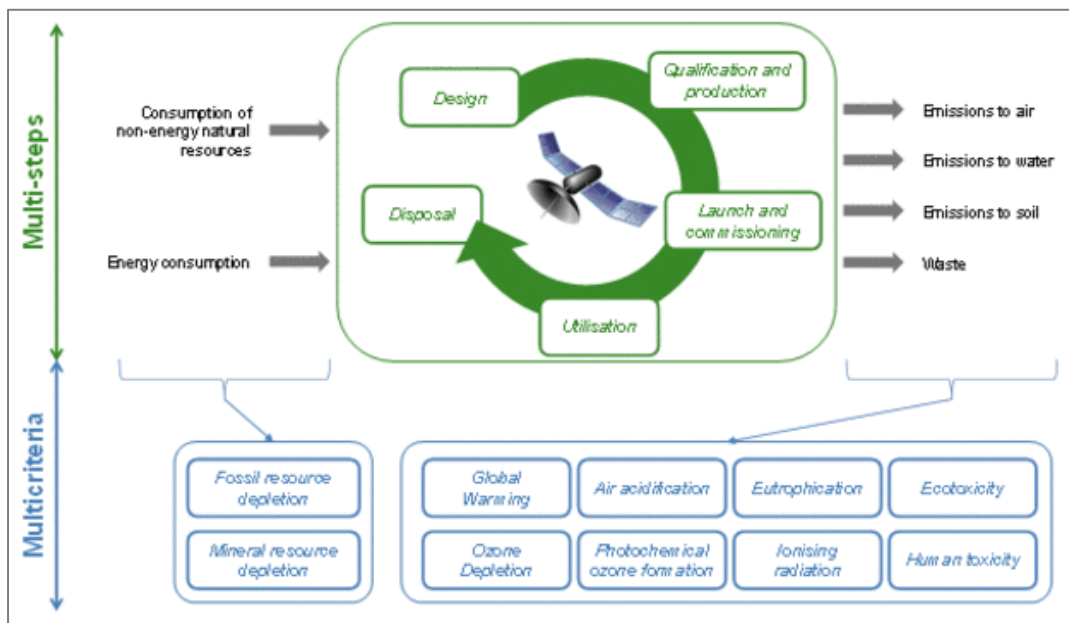 Multi-steps
Consumption of
non-energy natural
resources
Energy consumption
Design
Qualification and
production
Launch and
commissioning
Utilisation
Disposal
Emissions to air
Emissions to water
Emissions to soil
Waste
Multicriteria
Fossil resource
depletion
Mineral resource
depletion
Global
Warming
Air acidification
Eutrophication
Ecotoxicity
Ozone
Depletion
Photochemical
ozone formation
Ionising
radiation
Human toxicity